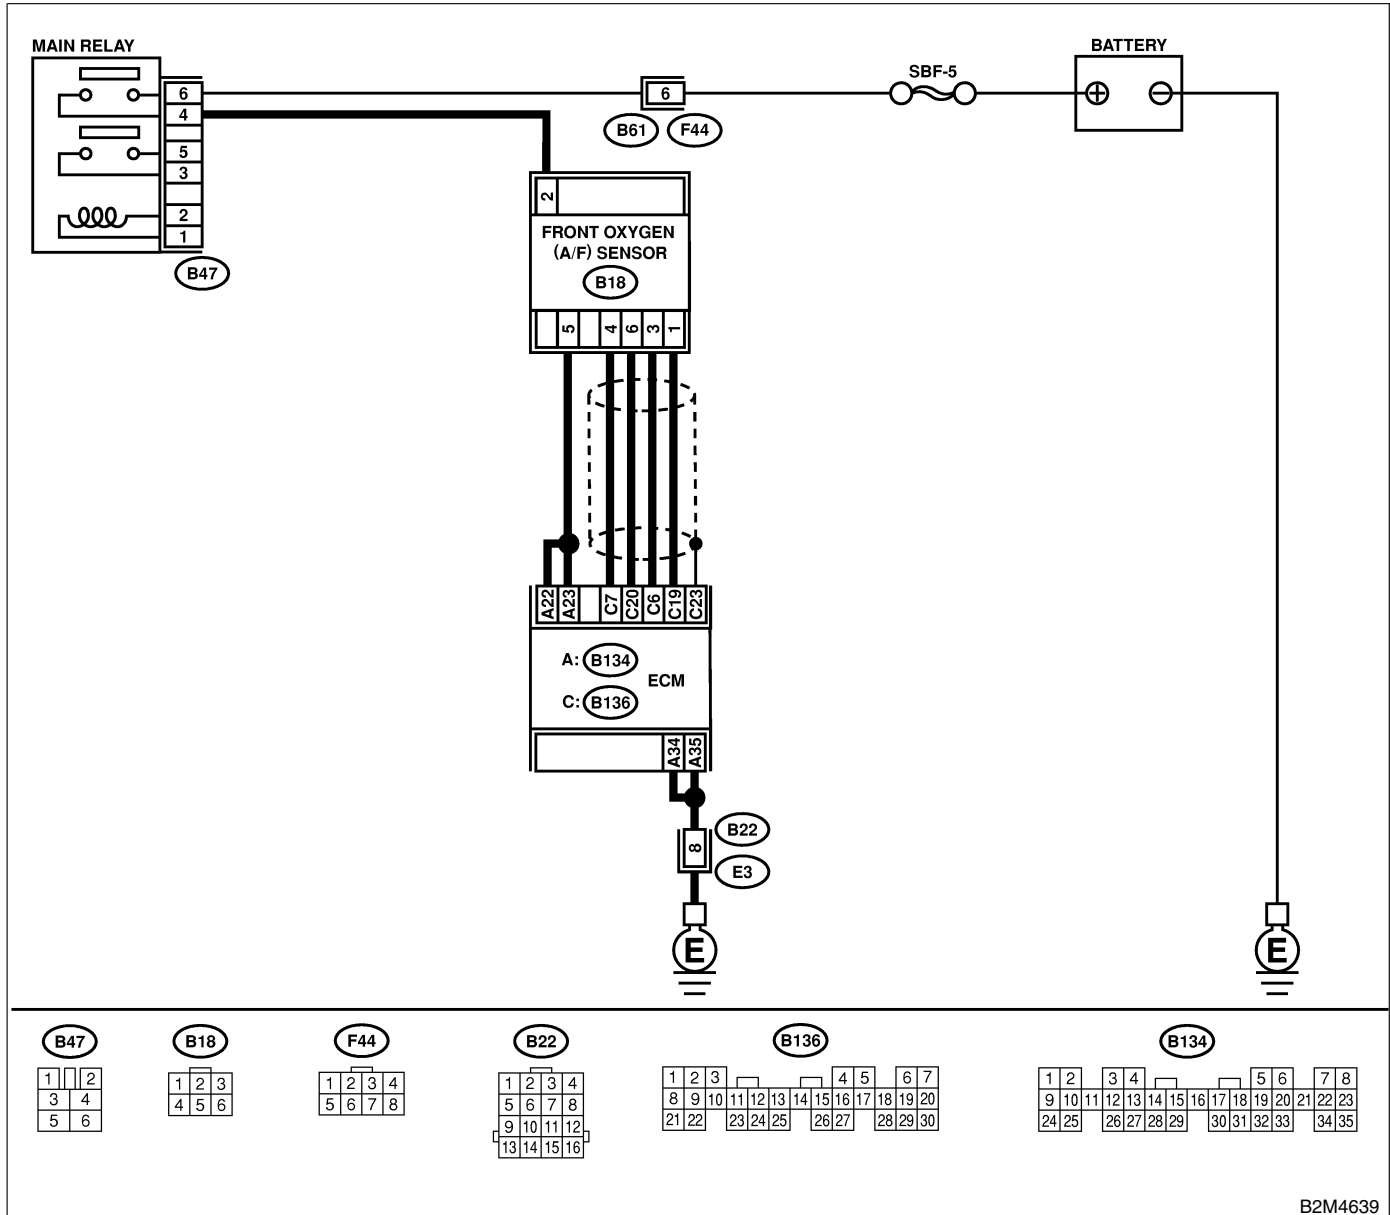 MAIN RELAY
BATTERY
SBF-5
6
4
5
3
2
1
B47
6
B61 F44
+ −
2
FRONT OXYGEN
(A/F) SENSOR
B18
5 4 6 3 1
A22 A23 C7 C20 C6 C19 C23
A: B134
ECM
C: B136
A34 A35
B22
8
E3
E E
B47 B18 F44 B22 B136 B134
1 2
3 4
5 6
1 2 3
4 5 6
1 2 3 4
5 6 7 8
1 2 3 4
5 6 7 8
9 10 11 12
13 14 15 16
1 2 3 4 5 6 7
8 9 10 11 12 13 14 15 16 17 18 19 20
21 22 23 24 25 26 27 28 29 30
1 2 3 4 5 6 7 8
9 10 11 12 13 14 15 16 17 18 19 20 21 22 23
24 25 26 27 28 29 30 31 32 33 34 35
B2M4639